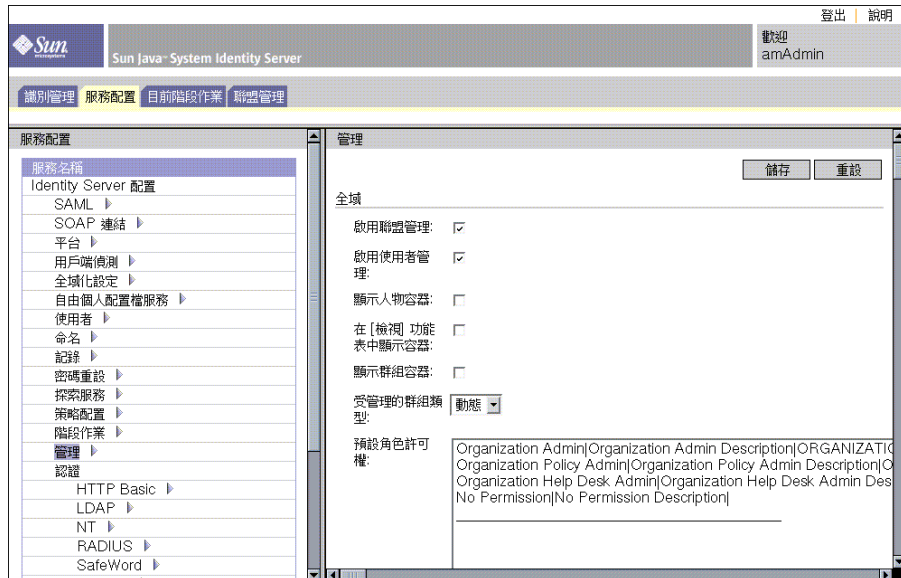 登出 說明
Sun
microsystems
Sun Java™ System Identity Server
歡迎
amAdmin
識別管理 服務配置 目前階段作業 聯盟管理
服務配置
服務名稱
Identity Server 配置
SAML
SOAP 連結
平台
用戶端偵測
全域化設定
自由個人配置檔服務
使用者
命名
記錄
密碼重設
探索服務
策略配置
階段作業
管理
認證
HTTP Basic
LDAP
NT
RADIUS
SafeWord
管理
儲存 重設
全域
啟用聯盟管理:
啟用使用者管
理:
顯示人物容器:
在 [檢視] 功能
表中顯示容器:
顯示群組容器:
受管理的群組類
型:
動態
預設角色許可
權:
Organization Admin|Organization Admin Description|ORGANIZATIO
Organization Policy Admin|Organization Policy Admin Description|O
Organization Help Desk Admin|Organization Help Desk Admin Des
No Permission|No Permission Description|